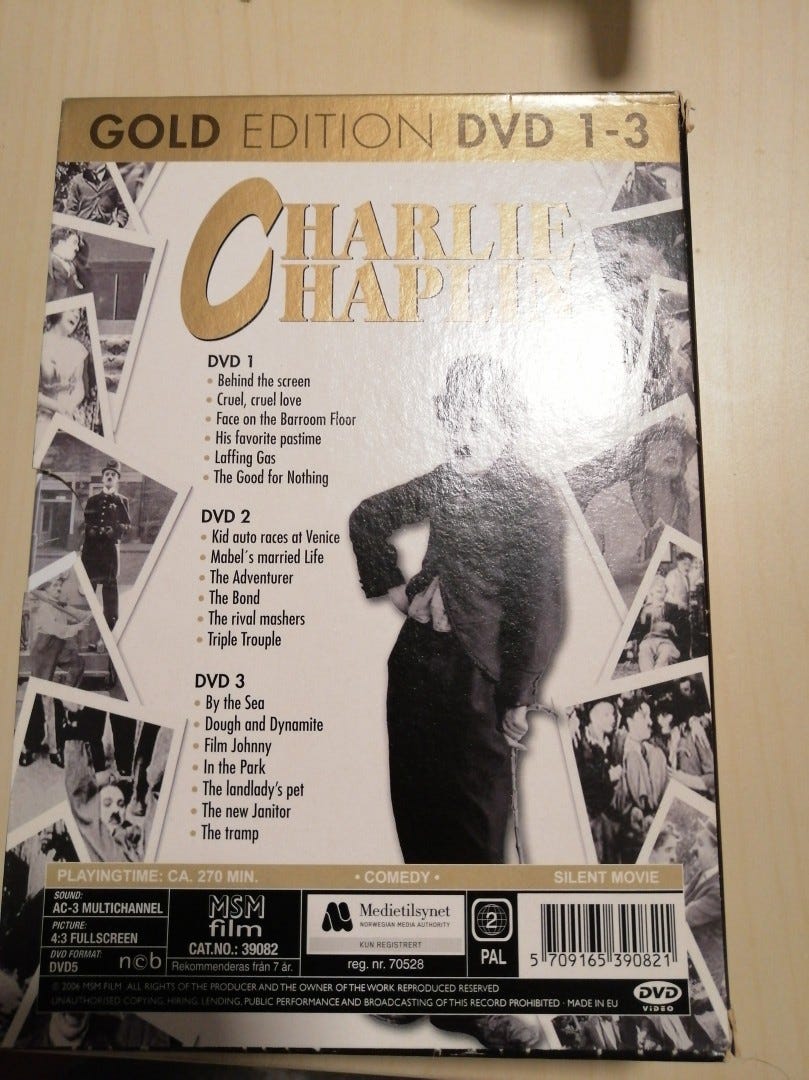 GOLD EDITION DVD 1-3
CHARLIE
CHAPLIN
DVD 1
• Behind the screen
• Cruel, cruel love
• Face on the Barroom Floor
• His favorite pastime
• Laffing Gas
• The Good for Nothing
DVD 2
• Kid auto races at Venice
• Mabel´s married Life
• The Adventurer
• The Bond
• The rival mashers
• Triple Trouple
DVD 3
• By the Sea
• Dough and Dynamite
• Film Johnny
• In the Park
• The landlady's pet
• The new Janitor
• The tramp
PLAYINGTIME: CA. 270 MIN. • COMEDY • SILENT MOVIE
SOUND:
AC-3 MULTICHANNEL
PICTURE:
4:3 FULLSCREEN
DVD FORMAT:
DVD5
ncb
MSM
film
CAT.NO.: 39082
Rekommenderas från 7 år.
Medietilsynet
NORWEGIAN MEDIA AUTHORITY
KUN REGISTRERT
reg. nr. 70528
2
PAL
5 709165 390821
© 2006 MSM FILM ALL RIGHTS OF THE PRODUCER AND THE OWNER OF THE WORK REPRODUCED RESERVED
UNAUTHORISED COPYING, HIRING, LENDING, PUBLIC PERFORMANCE AND BROADCASTING OF THIS RECORD PROHIBITED · MADE IN EU
DVD
VIDEO